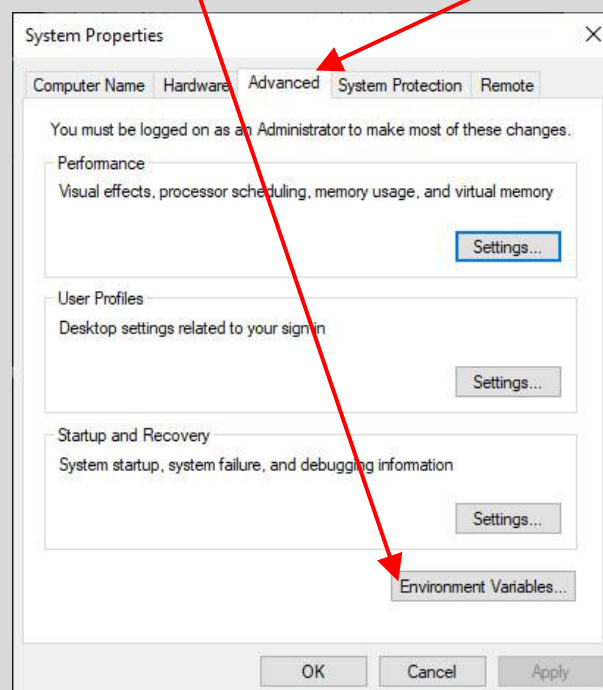 System Properties
Computer Name Hardware Advanced System Protection Remote
You must be logged on as an Administrator to make most of these changes.
Performance
Visual effects, processor scheduling, memory usage, and virtual memory
Settings...
User Profiles
Desktop settings related to your sign-in
Settings...
Startup and Recovery
System startup, system failure, and debugging information
Settings...
Environment Variables...
OK Cancel Apply